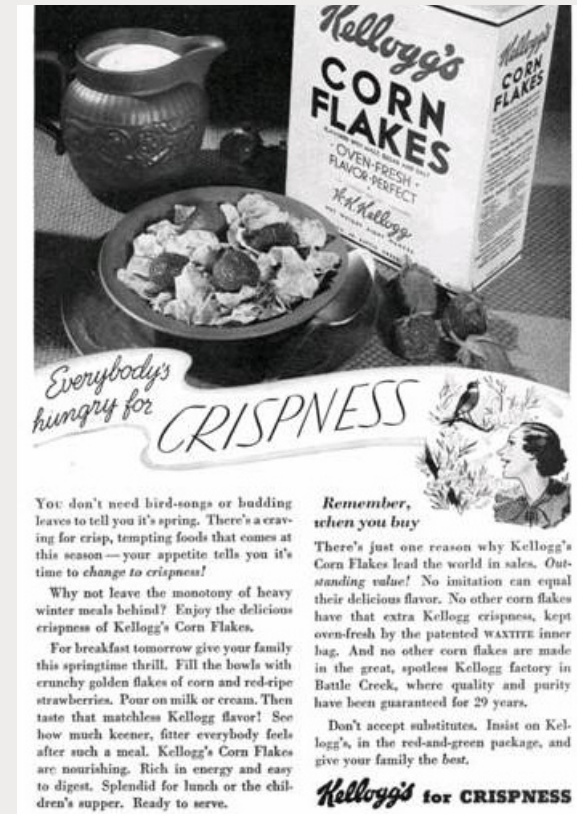 Kellogg's
CORN
FLAKES
OVEN-FRESH
FLAVOR-PERFECT
W.K.Kellogg
Kellogg's
CORN
FLAKES
Everybody's
hungry for
CRISPNESS
YOU don't need bird-songs or budding
leaves to tell you it's spring. There's a crav-
ing for crisp, tempting foods that comes at
this season — your appetite tells you it's
time to change to crispness!
Why not leave the monotony of heavy
winter meals behind? Enjoy the delicious
crispness of Kellogg's Corn Flakes.
For breakfast tomorrow give your family
this springtime thrill. Fill the bowls with
crunchy golden flakes of corn and red-ripe
strawberries. Pour on milk or cream. Then
taste that matchless Kellogg flavor! See
how much keener, fitter everybody feels
after such a meal. Kellogg's Corn Flakes
are nourishing. Rich in energy and easy
to digest. Splendid for lunch or the chil-
dren's supper. Ready to serve.
Remember,
when you buy
There's just one reason why Kellogg's
Corn Flakes lead the world in sales. Out-
standing value! No imitation can equal
their delicious flavor. No other corn flakes
have that extra Kellogg crispness, kept
oven-fresh by the patented WAXTITE inner
bag. And no other corn flakes are made
in the great, spotless Kellogg factory in
Battle Creek, where quality and purity
have been guaranteed for 29 years.
Don't accept substitutes. Insist on Kel-
logg's, in the red-and-green package, and
give your family the best.
Kellogg's for CRISPNESS